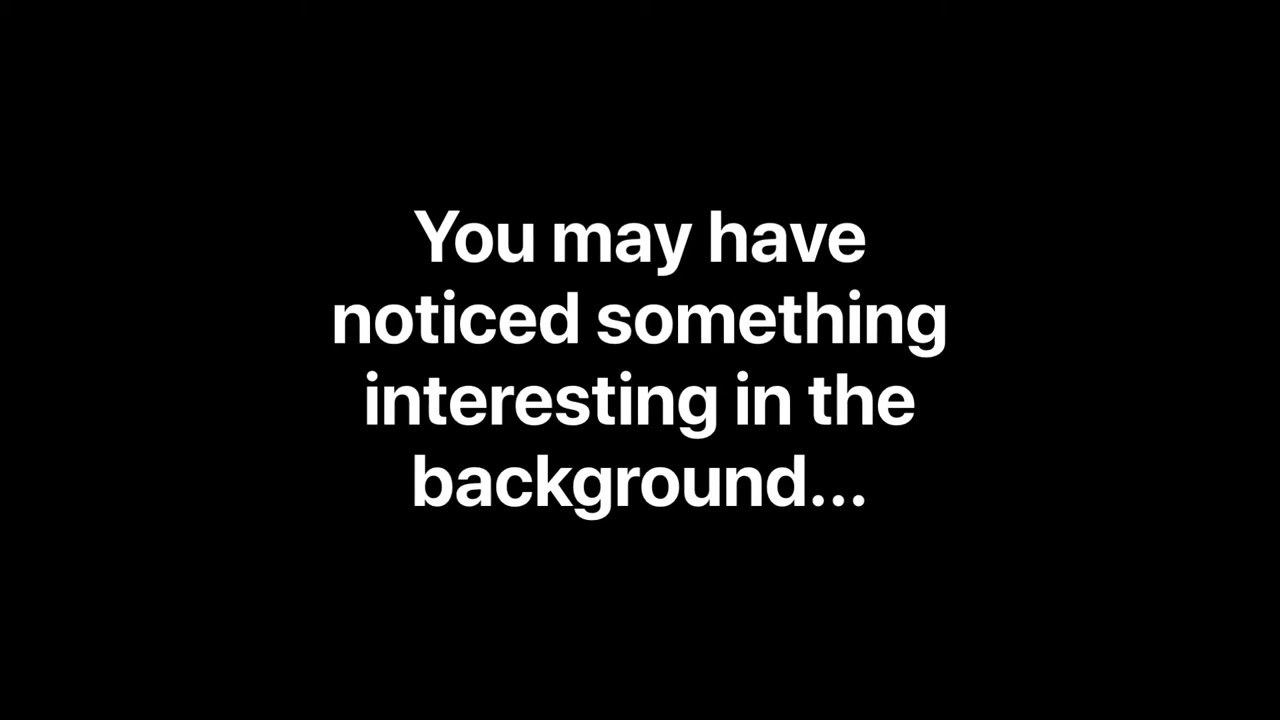 You may have
noticed something
interesting in the
background...